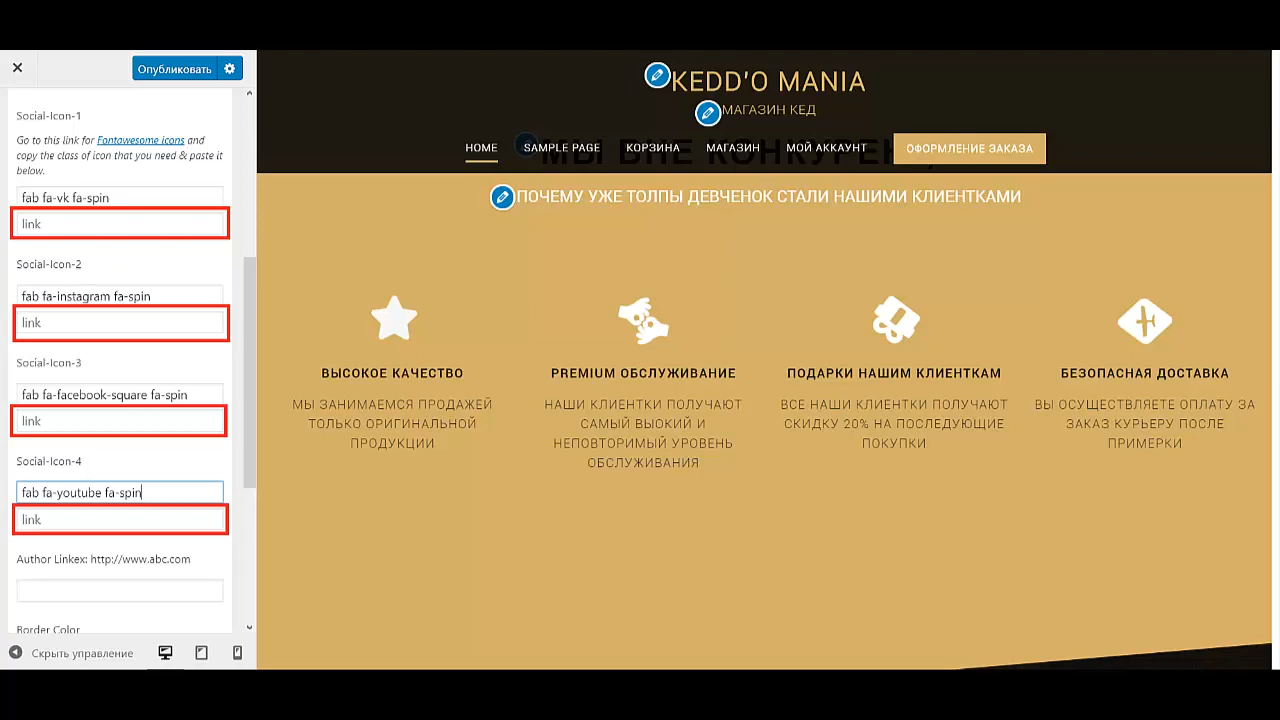 Опубликовать
Social-Icon-1
Go to this link for Fontawesome icons and
copy the class of icon that you need & paste it
below.
fab fa-vk fa-spin
link
Social-Icon-2
fab fa-instagram fa-spin
link
Social-Icon-3
fab fa-facebook-square fa-spin
link
Social-Icon-4
fab fa-youtube fa-spin
link
Author Linkex: http://www.abc.com
Border Color
Скрыть управление
KEDD'O MANIA
МАГАЗИН КЕД
HOME SAMPLE PAGE КОРЗИНА МАГАЗИН МОЙ АККАУНТ ОФОРМЛЕНИЕ ЗАКАЗА
МЫ ВНЕ
ПОЧЕМУ УЖЕ ТОЛПЫ ДЕВЧЕНОК СТАЛИ НАШИМИ КЛИЕНТКАМИ
ВЫСОКОЕ КАЧЕСТВО
МЫ ЗАНИМАЕМСЯ ПРОДАЖЕЙ
ТОЛЬКО ОРИГИНАЛЬНОЙ
ПРОДУКЦИИ
PREMIUM ОБСЛУЖИВАНИЕ
НАШИ КЛИЕНТКИ ПОЛУЧАЮТ
САМЫЙ ВЫОКИЙ И
НЕПОВТОРИМЫЙ УРОВЕНЬ
ОБСЛУЖИВАНИЯ
ПОДАРКИ НАШИМ КЛИЕНТКАМ
ВСЕ НАШИ КЛИЕНТКИ ПОЛУЧАЮТ
СКИДКУ 20% НА ПОСЛЕДУЮЩИЕ
ПОКУПКИ
БЕЗОПАСНАЯ ДОСТАВКА
ВЫ ОСУЩЕСТВЛЯЕТЕ ОПЛАТУ ЗА
ЗАКАЗ КУРЬЕРУ ПОСЛЕ
ПРИМЕРКИ